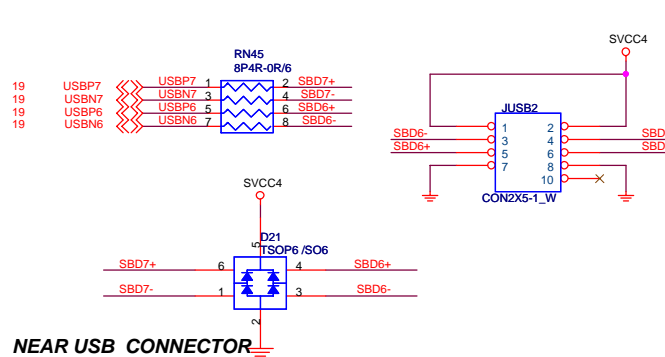 RN45
8P4R-0R/6
19 USBP7 USBP7 1 2 SBD7+
19 USBN7 USBN7 3 4 SBD7-
19 USBP6 USBP6 5 6 SBD6+
19 USBN6 USBN6 7 8 SBD6-
SVCC4
JUSB2
1 2
SBD6- 3 4 SBD
SBD6+ 5 6 SBD
7 8
10
CON2X5-1_W
SVCC4
5
D21
TSOP6 /SO6
SBD7+ 6 4 SBD6+
SBD7- 1 3 SBD6-
2
NEAR USB CONNECTOR